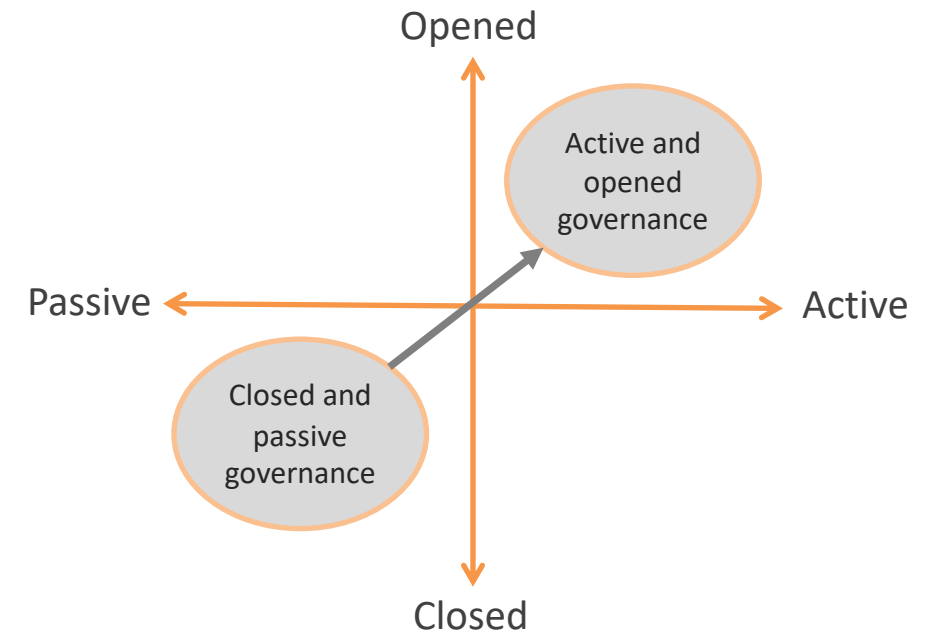 Opened
Active and
opened
governance
Passive
Active
Closed and
passive
governance
Closed